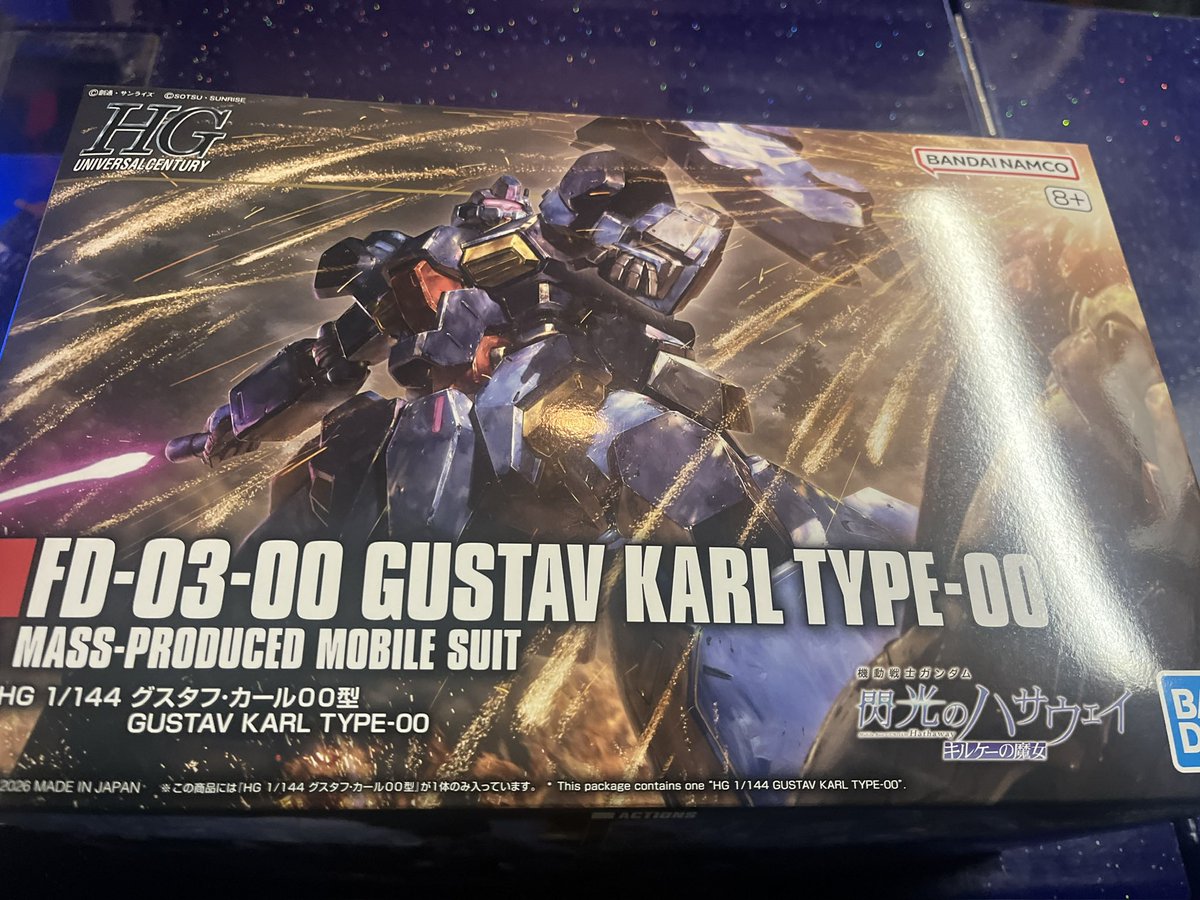 ©創通・サンライズ ©SOTSU・SUNRISE
HG
UNIVERSAL CENTURY
BANDAI NAMCO
8+
FD-03-00 GUSTAV KARL TYPE-00
MASS-PRODUCED MOBILE SUIT
HG 1/144 グスタフ・カール00型
GUSTAV KARL TYPE-00
機動戦士ガンダム
閃光のハサウェイ
Hathaway
キルケーの魔女
BA
2026 MADE IN JAPAN ※この商品には『HG 1/144 グスタフ・カール00型』が1体のみ入っています。 * This package contains one "HG 1/144 GUSTAV KARL TYPE-00".
ACTIONS